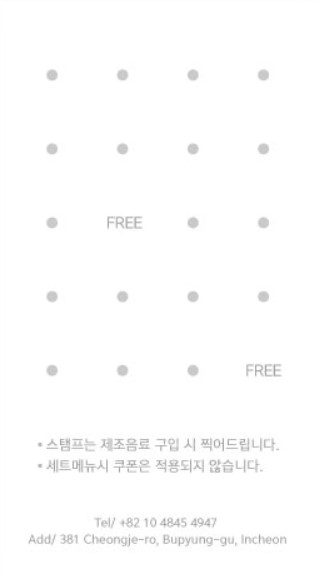 FREE
FREE
• 스탬프는 제조음료 구입 시 찍어드립니다.
• 세트메뉴시 쿠폰은 적용되지 않습니다.
Tel/ +82 10 4845 4947
Add/ 381 Cheongje-ro, Bupyung-gu, Incheon